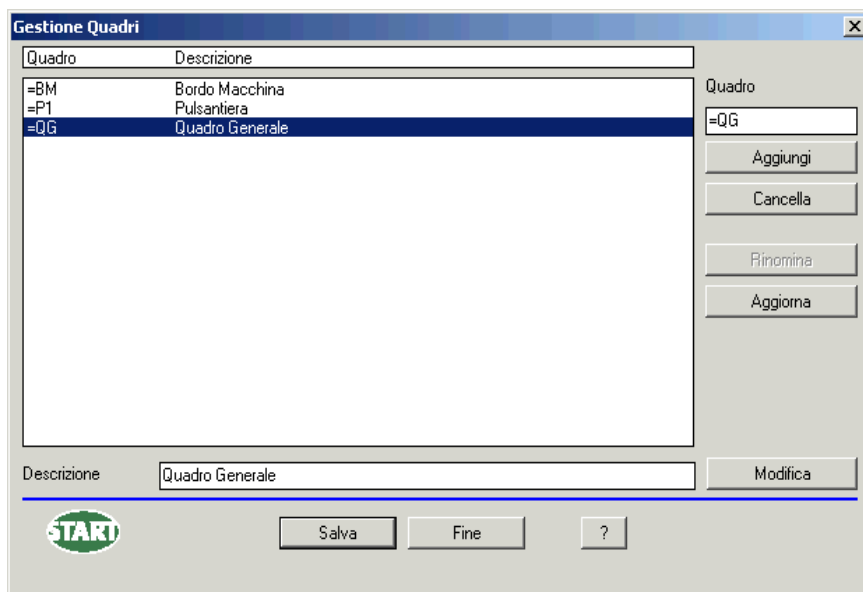 Gestione Quadri
Quadro Descrizione
=BM Bordo Macchina
=P1 Pulsantiera
=QG Quadro Generale
Quadro
=QG
Aggiungi
Cancella
Rinomina
Aggiorna
Descrizione Quadro Generale Modifica
START Salva Fine ?